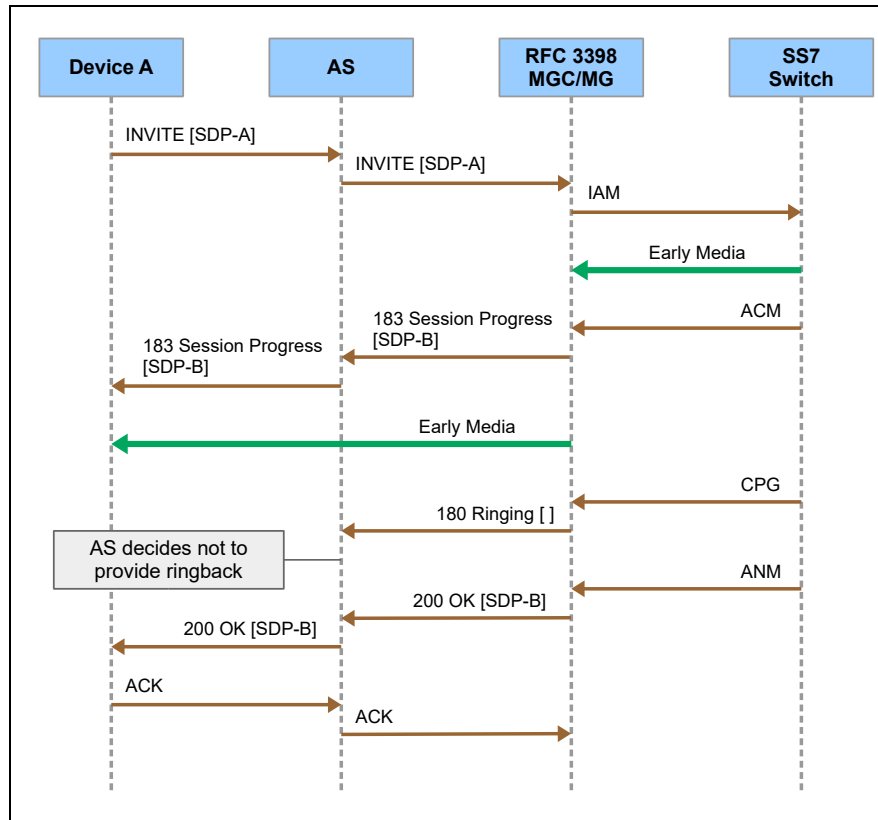 Device A
AS
RFC 3398
MGC/MG
SS7
Switch
INVITE [SDP-A]
INVITE [SDP-A]
IAM
Early Media
ACM
183 Session Progress
[SDP-B]
183 Session Progress
[SDP-B]
Early Media
CPG
180 Ringing [ ]
AS decides not to
provide ringback
ANM
200 OK [SDP-B]
200 OK [SDP-B]
ACK
ACK